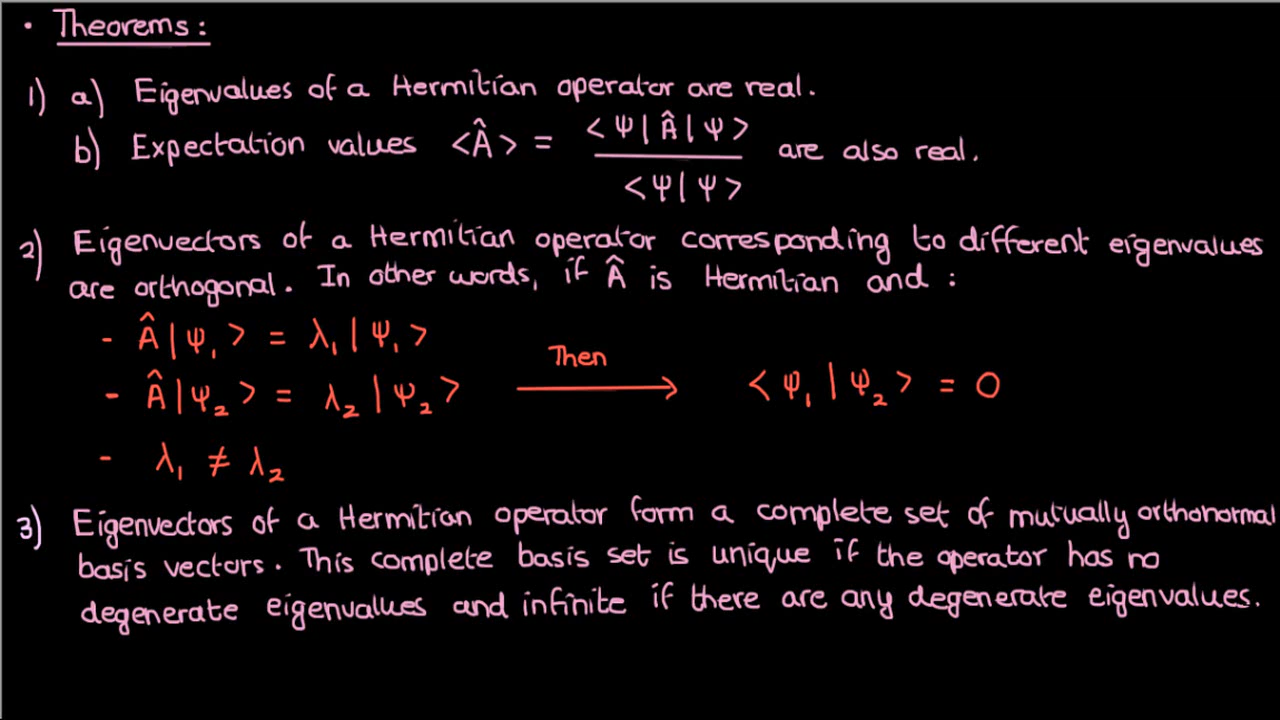 • Theorems:
1) a) Eigenvalues of a Hermitian operator are real.
b) Expectation values <Â> = <Ψ|Â|Ψ> / <Ψ|Ψ> are also real.
2) Eigenvectors of a Hermitian operator corresponding to different eigenvalues
are orthogonal. In other words, if Â is Hermitian and :
- Â|Ψ₁> = λ₁|Ψ₁>
Then
- Â|Ψ₂> = λ₂|Ψ₂> ⟶ <Ψ₁|Ψ₂> = 0
- λ₁ ≠ λ₂
3) Eigenvectors of a Hermitian operator form a complete set of mutually orthonormal
basis vectors. This complete basis set is unique if the operator has no
degenerate eigenvalues and infinite if there are any degenerate eigenvalues.